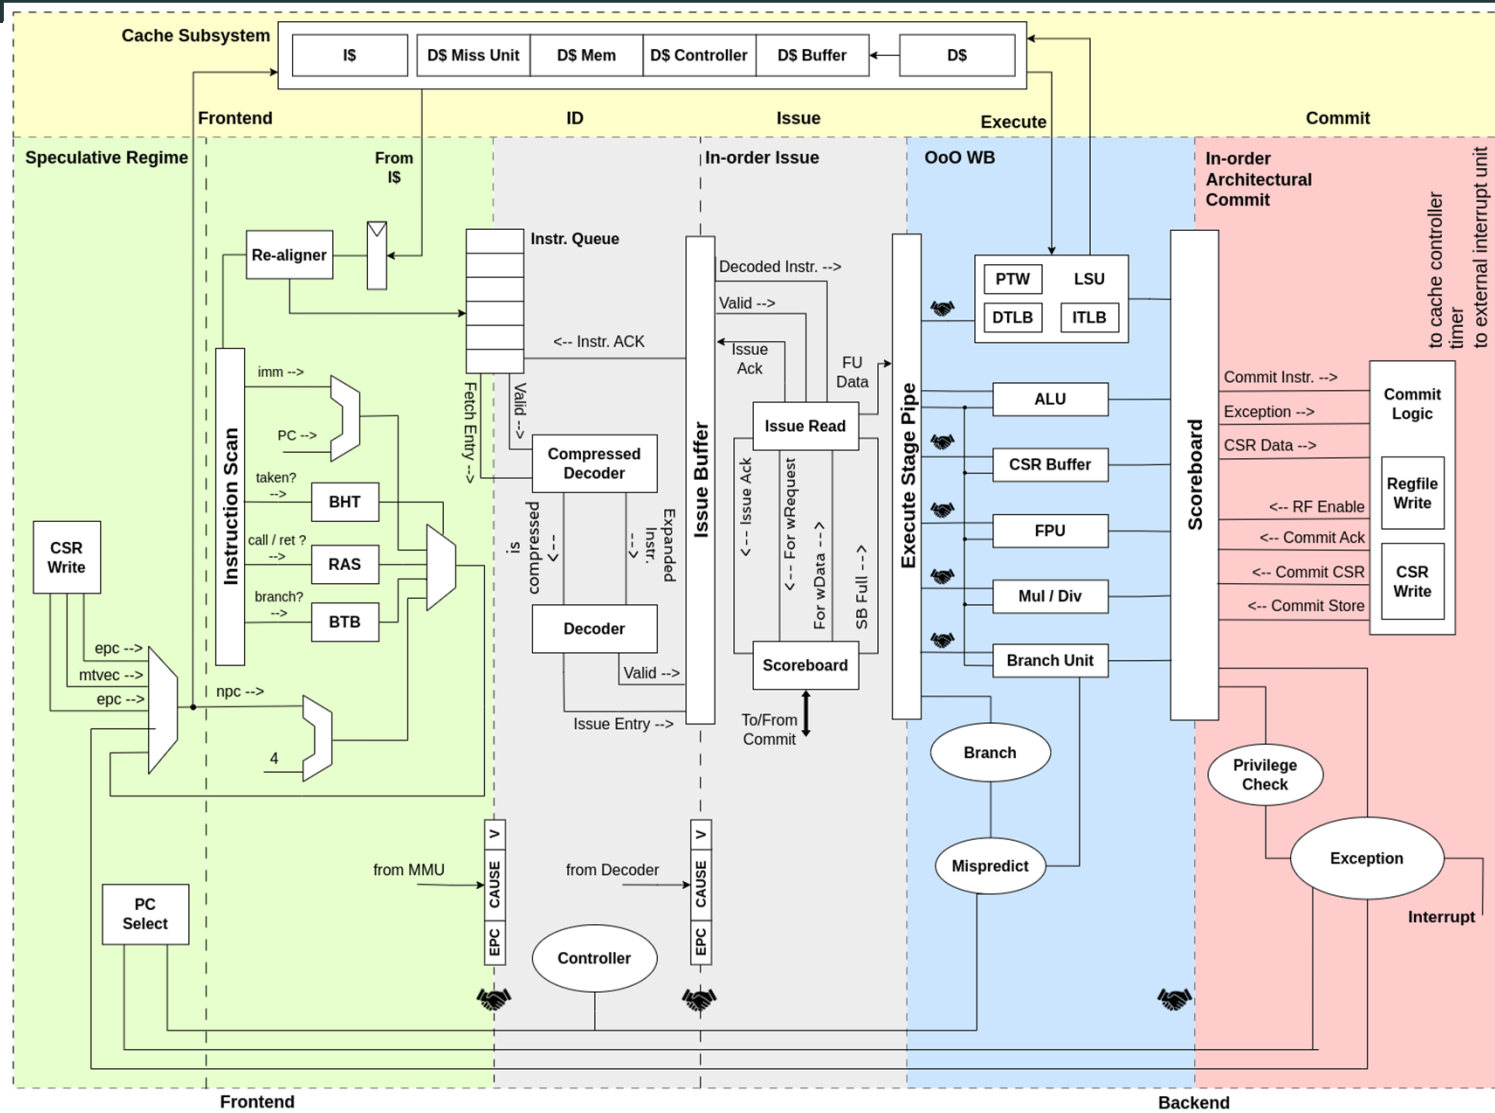 Cache Subsystem
I$
D$ Miss Unit
D$ Mem
D$ Controller
D$ Buffer
D$
Frontend
ID
Issue
Execute
Commit
Speculative Regime
From
I$
In-order Issue
OoO WB
In-order
Architectural
Commit
to cache controller
timer
to external interrupt unit
Re-aligner
Instr. Queue
Instruction Scan
imm -->
PC -->
taken?
-->
BHT
call / ret ?
-->
RAS
branch?
-->
BTB
CSR
Write
epc -->
mtvec -->
epc -->
npc -->
4
<-- Instr. ACK
Fetch Entry -->
Valid -->
Compressed
Decoder
is
compressed
-->
Expanded
Instr.
-->
Decoder
Valid -->
Issue Entry -->
Issue Buffer
Decoded Instr. -->
Valid -->
Issue
Ack
FU
Data
Issue Read
<-- Issue Ack
<-- For wRequest
For wData -->
SB Full -->
Scoreboard
To/From
Commit
Execute Stage Pipe
PTW
LSU
DTLB
ITLB
ALU
CSR Buffer
FPU
Mul / Div
Branch Unit
Branch
Mispredict
Scoreboard
Commit Instr. -->
Exception -->
CSR Data -->
<-- RF Enable
<-- Commit Ack
<-- Commit CSR
<-- Commit Store
Commit
Logic
Regfile
Write
CSR
Write
Privilege
Check
Exception
Interrupt
from MMU
V
CAUSE
EPC
from Decoder
V
CAUSE
EPC
PC
Select
Controller
Frontend
Backend